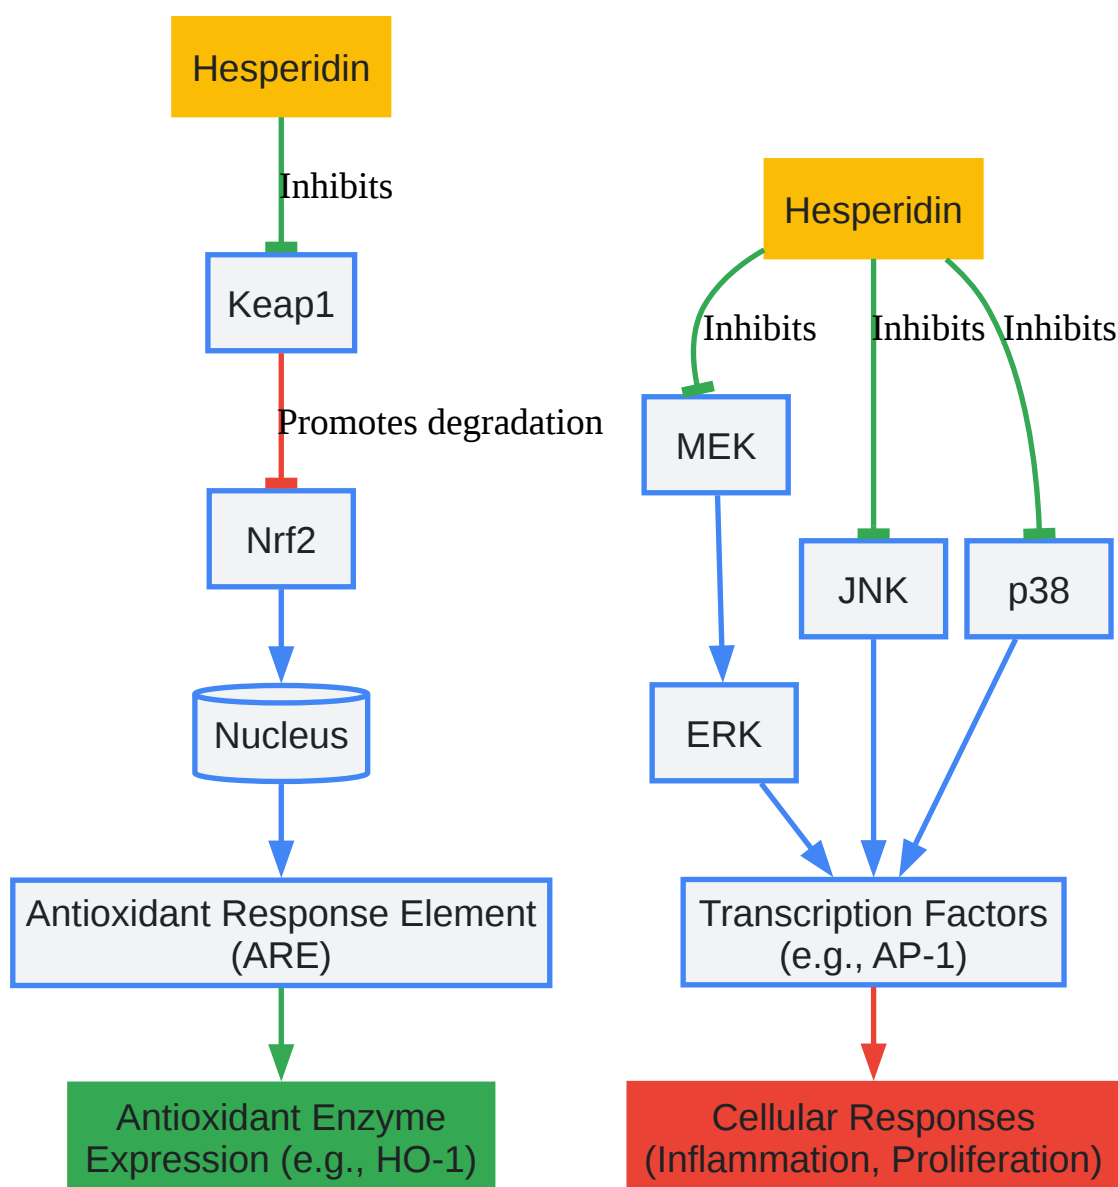 Hesperidin
Inhibits
Keap1
Promotes degradation
Nrf2
Nucleus
Antioxidant Response Element
(ARE)
Antioxidant Enzyme
Expression (e.g., HO-1)
Hesperidin
Inhibits
Inhibits
Inhibits
MEK
JNK
p38
ERK
Transcription Factors
(e.g., AP-1)
Cellular Responses
(Inflammation, Proliferation)